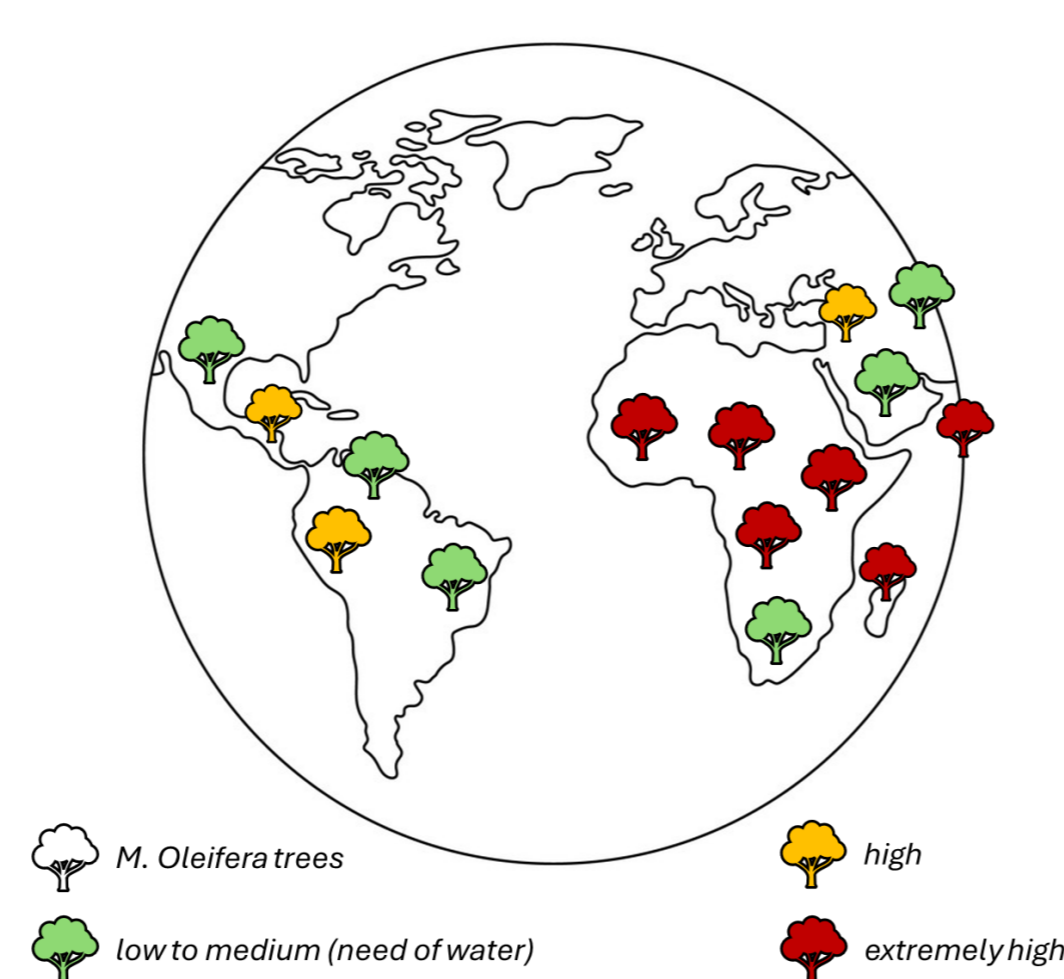 M. Oleifera trees
high
low to medium (need of water)
extremely high